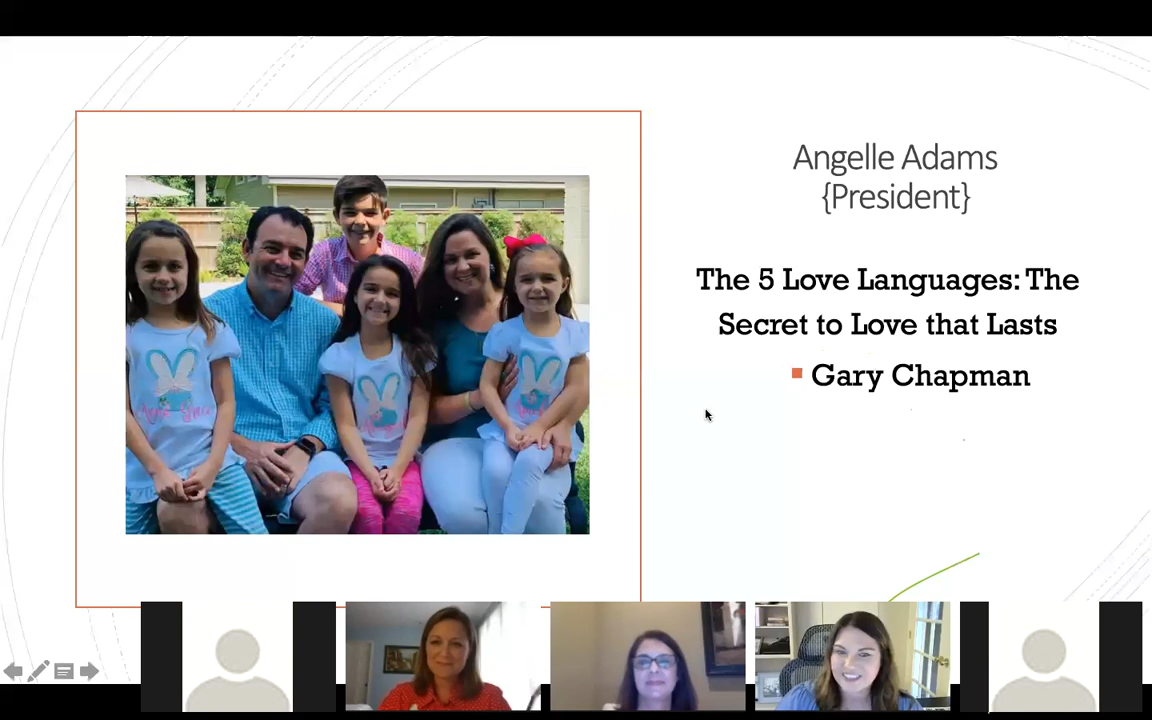 Angelle Adams
{President}
The 5 Love Languages: The
Secret to Love that Lasts
Gary Chapman